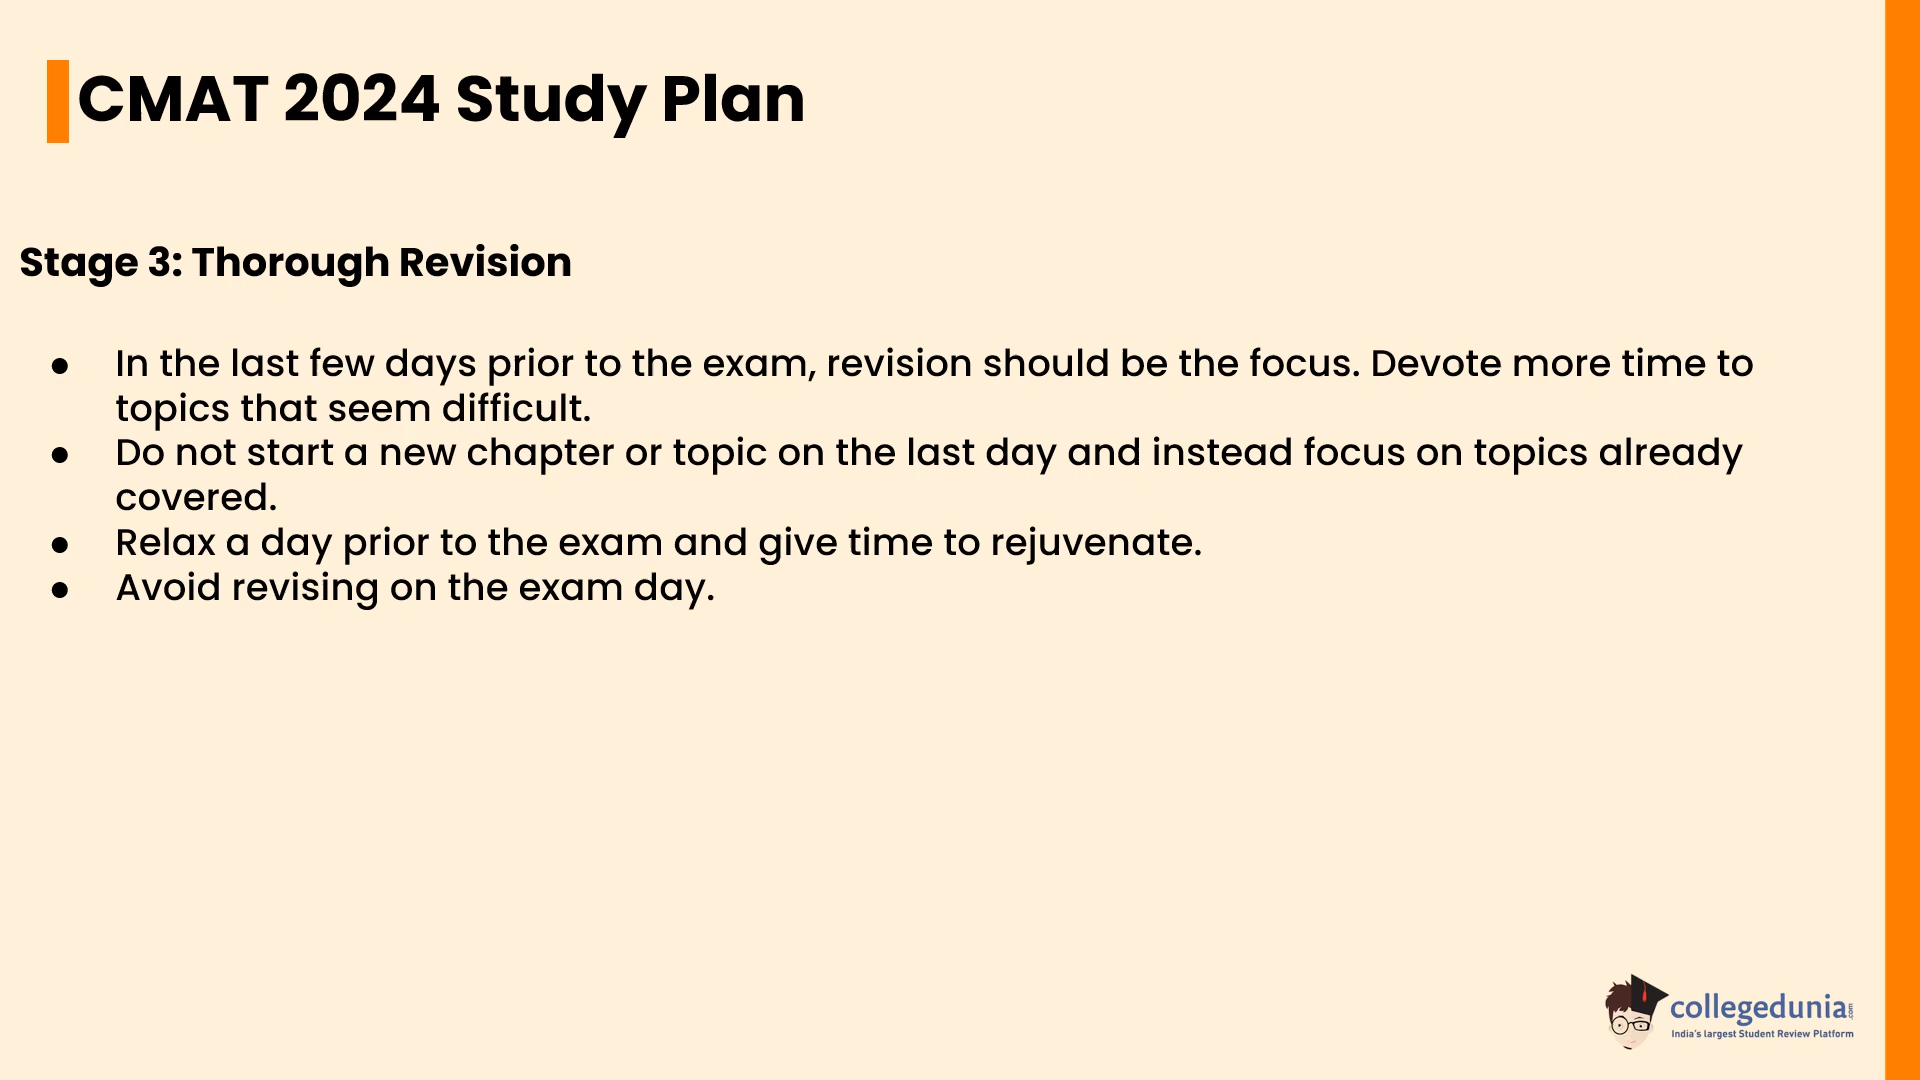 CMAT 2024 Study Plan
Stage 3: Thorough Revision
● In the last few days prior to the exam, revision should be the focus. Devote more time to
topics that seem difficult.
● Do not start a new chapter or topic on the last day and instead focus on topics already
covered.
● Relax a day prior to the exam and give time to rejuvenate.
● Avoid revising on the exam day.
collegedunia.com
India's largest Student Review Platform